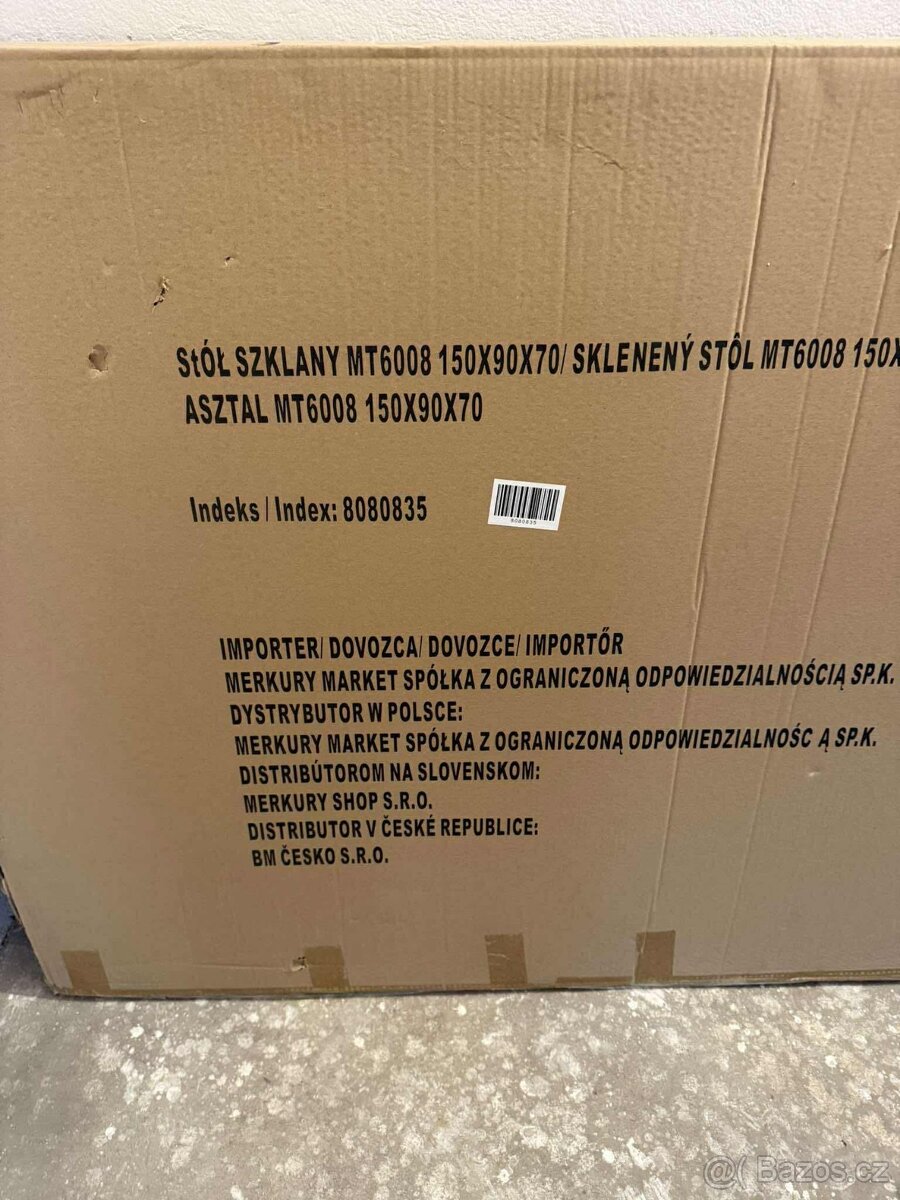 StÓŁ SZKLANY MT6008 150X90X70/ SKLENENÝ STÔL MT6008 150X
ASZTAL MT6008 150X90X70
Indeks / Index: 8080835
8080835
IMPORTER/ DOVOZCA/ DOVOZCE/ IMPORTŐR
MERKURY MARKET SPÓŁKA Z OGRANICZONĄ ODPOWIEDZIALNOŚCIĄ SP.K.
DYSTRYBUTOR W POLSCE:
MERKURY MARKET SPÓŁKA Z OGRANICZONĄ ODPOWIEDZIALNOŚC Ą SP.K.
DISTRIBÚTOROM NA SLOVENSKOM:
MERKURY SHOP S.R.O.
DISTRIBUTOR V ČESKÉ REPUBLICE:
BM ČESKO S.R.O.
Bazos.cz